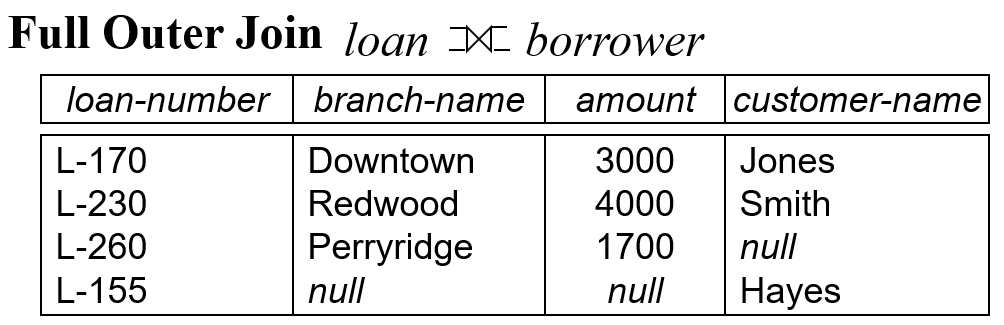 Full Outer Join loan ⟗ borrower
loan-number branch-name amount customer-name
L-170 Downtown 3000 Jones
L-230 Redwood 4000 Smith
L-260 Perryridge 1700 null
L-155 null null Hayes